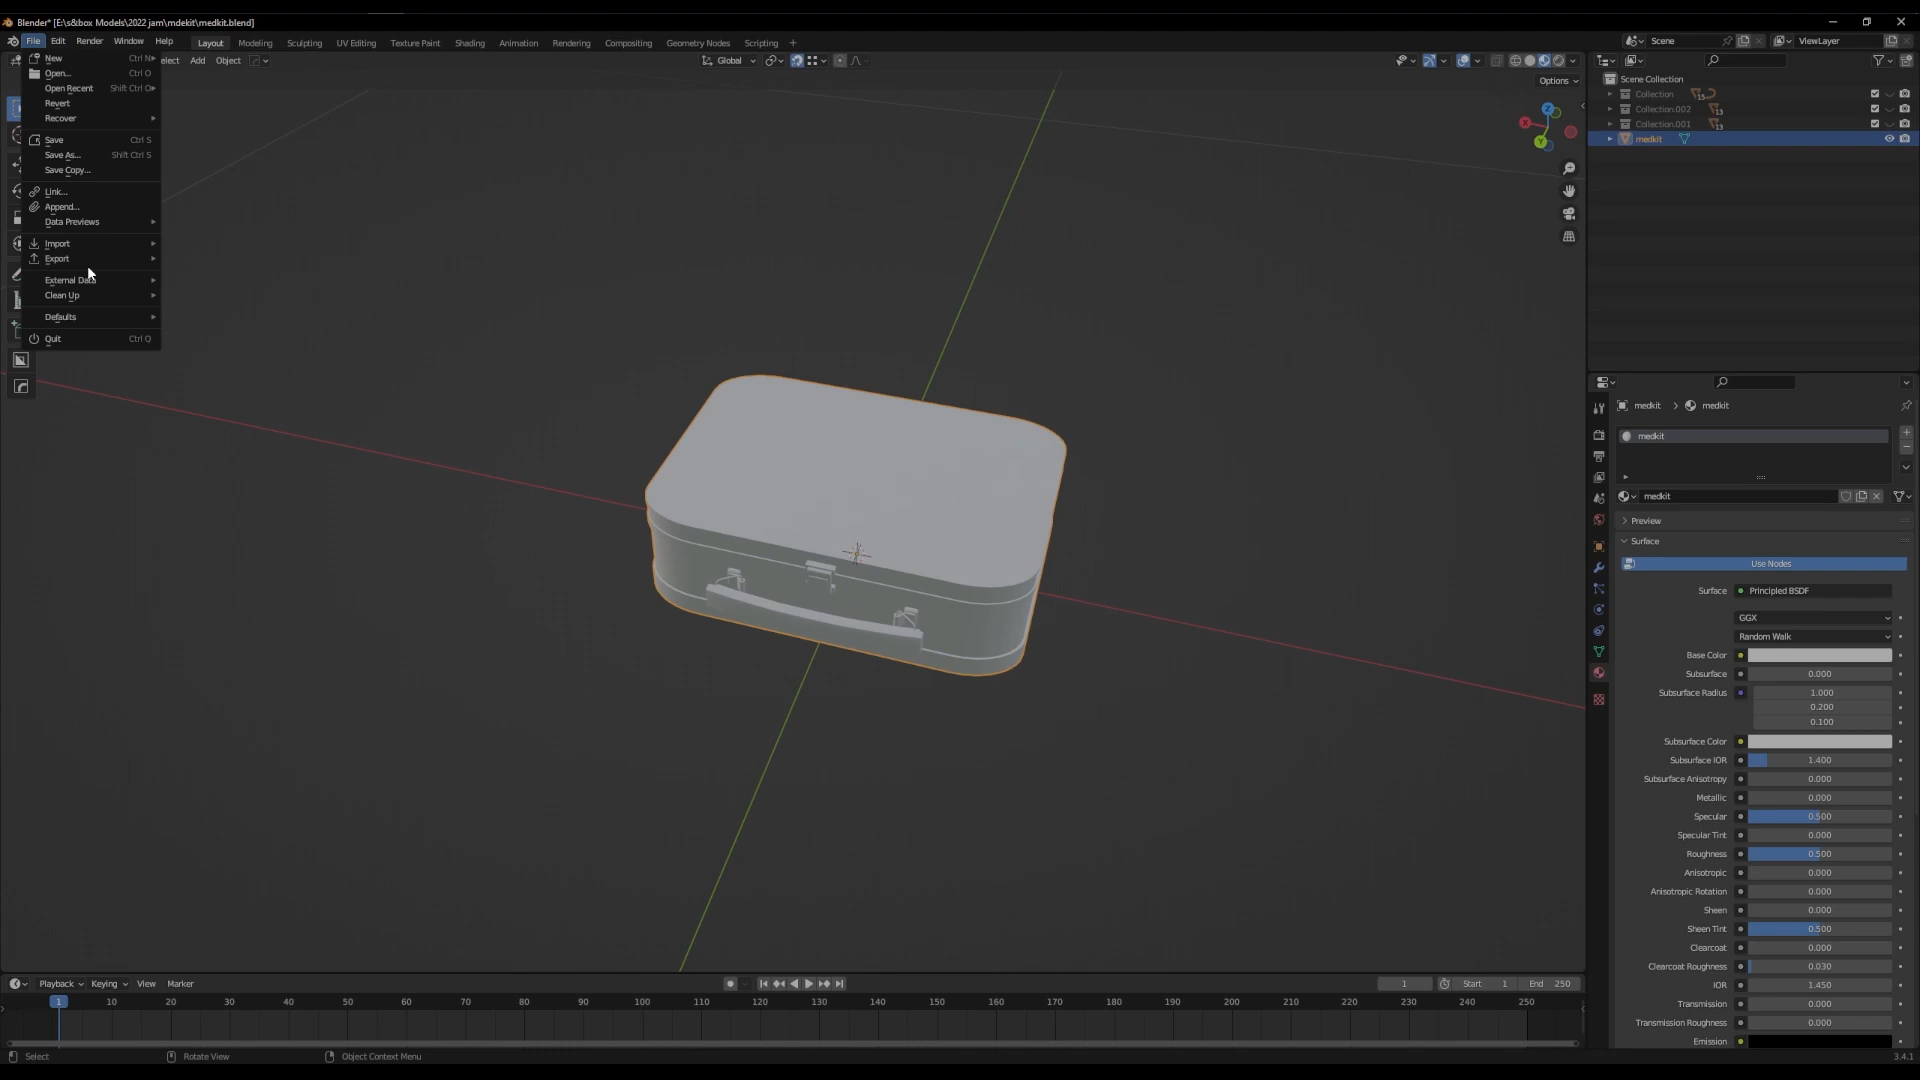 Blender* [E:\s&box Models\2022 jam\mdekit\medkit.blend]
File Edit Render Window Help Layout Modeling Sculpting UV Editing Texture Paint Shading Animation Rendering Compositing Geometry Nodes Scripting + Scene ViewLayer
New Ctrl N
Open... Ctrl O
Open Recent Shift Ctrl O
Revert
Recover
Save Ctrl S
Save As... Shift Ctrl S
Save Copy...
Link...
Append...
Data Previews
Import
Export
External Data
Clean Up
Defaults
Quit Ctrl Q
elect Add Object Global
Options
Z
X
Y
Scene Collection
Collection 15
Collection.002 13
Collection.001 13
medkit
medkit > medkit
medkit
medkit
Preview
Surface
Use Nodes
Surface Principled BSDF
GGX
Random Walk
Base Color
Subsurface 0.000
Subsurface Radius 1.000
0.200
0.100
Subsurface Color
Subsurface IOR 1.400
Subsurface Anisotropy 0.000
Metallic 0.000
Specular 0.500
Specular Tint 0.000
Roughness 0.500
Anisotropic 0.000
Anisotropic Rotation 0.000
Sheen 0.000
Sheen Tint 0.500
Clearcoat 0.000
Clearcoat Roughness 0.030
IOR 1.450
Transmission 0.000
Transmission Roughness 0.000
Emission
Playback Keying View Marker 1 Start 1 End 250
1 10 20 30 40 50 60 70 80 90 100 110 120 130 140 150 160 170 180 190 200 210 220 230 240 250
Select Rotate View Object Context Menu 3.4.1